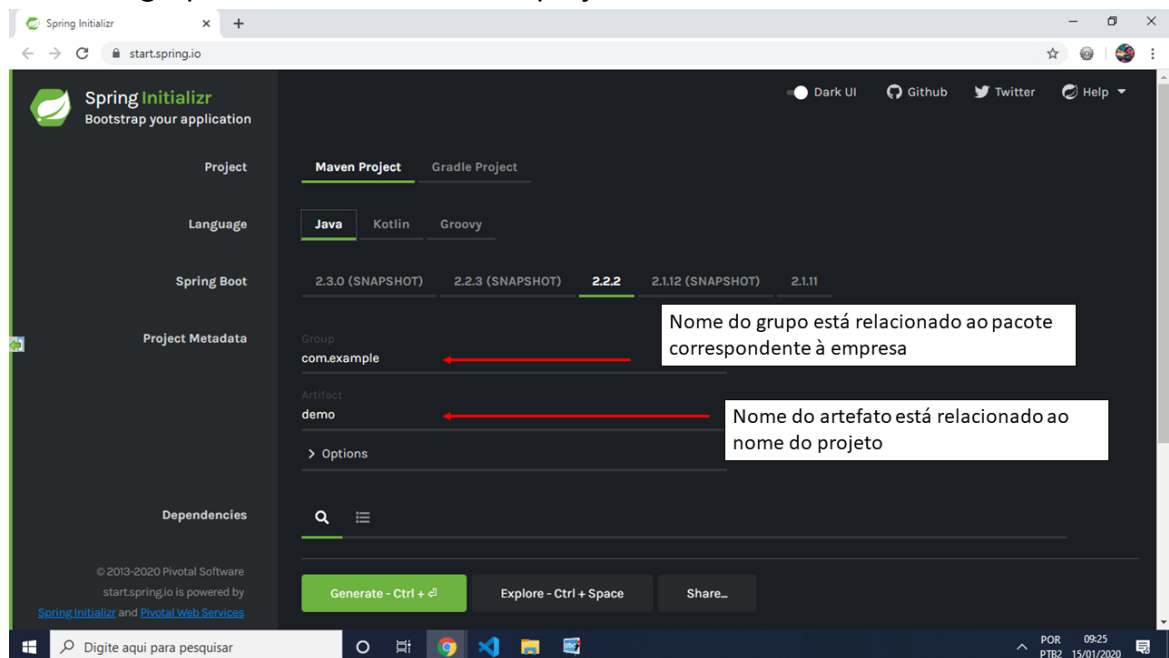 Spring Initializr
start.spring.io
Spring Initializr
Bootstrap your application
Dark UI Github Twitter Help
Project Maven Project Gradle Project
Language Java Kotlin Groovy
Spring Boot 2.3.0 (SNAPSHOT) 2.2.3 (SNAPSHOT) 2.2.2 2.1.12 (SNAPSHOT) 2.1.11
Nome do grupo está relacionado ao pacote
correspondente à empresa
Project Metadata Group
com.example
Artifact
demo
Nome do artefato está relacionado ao
nome do projeto
Options
Dependencies
© 2013-2020 Pivotal Software
start.spring.io is powered by
Spring Initializr and Pivotal Web Services
Generate - Ctrl + ⏎ Explore - Ctrl + Space Share...
Digite aqui para pesquisar
POR 09:25
PTB2 15/01/2020